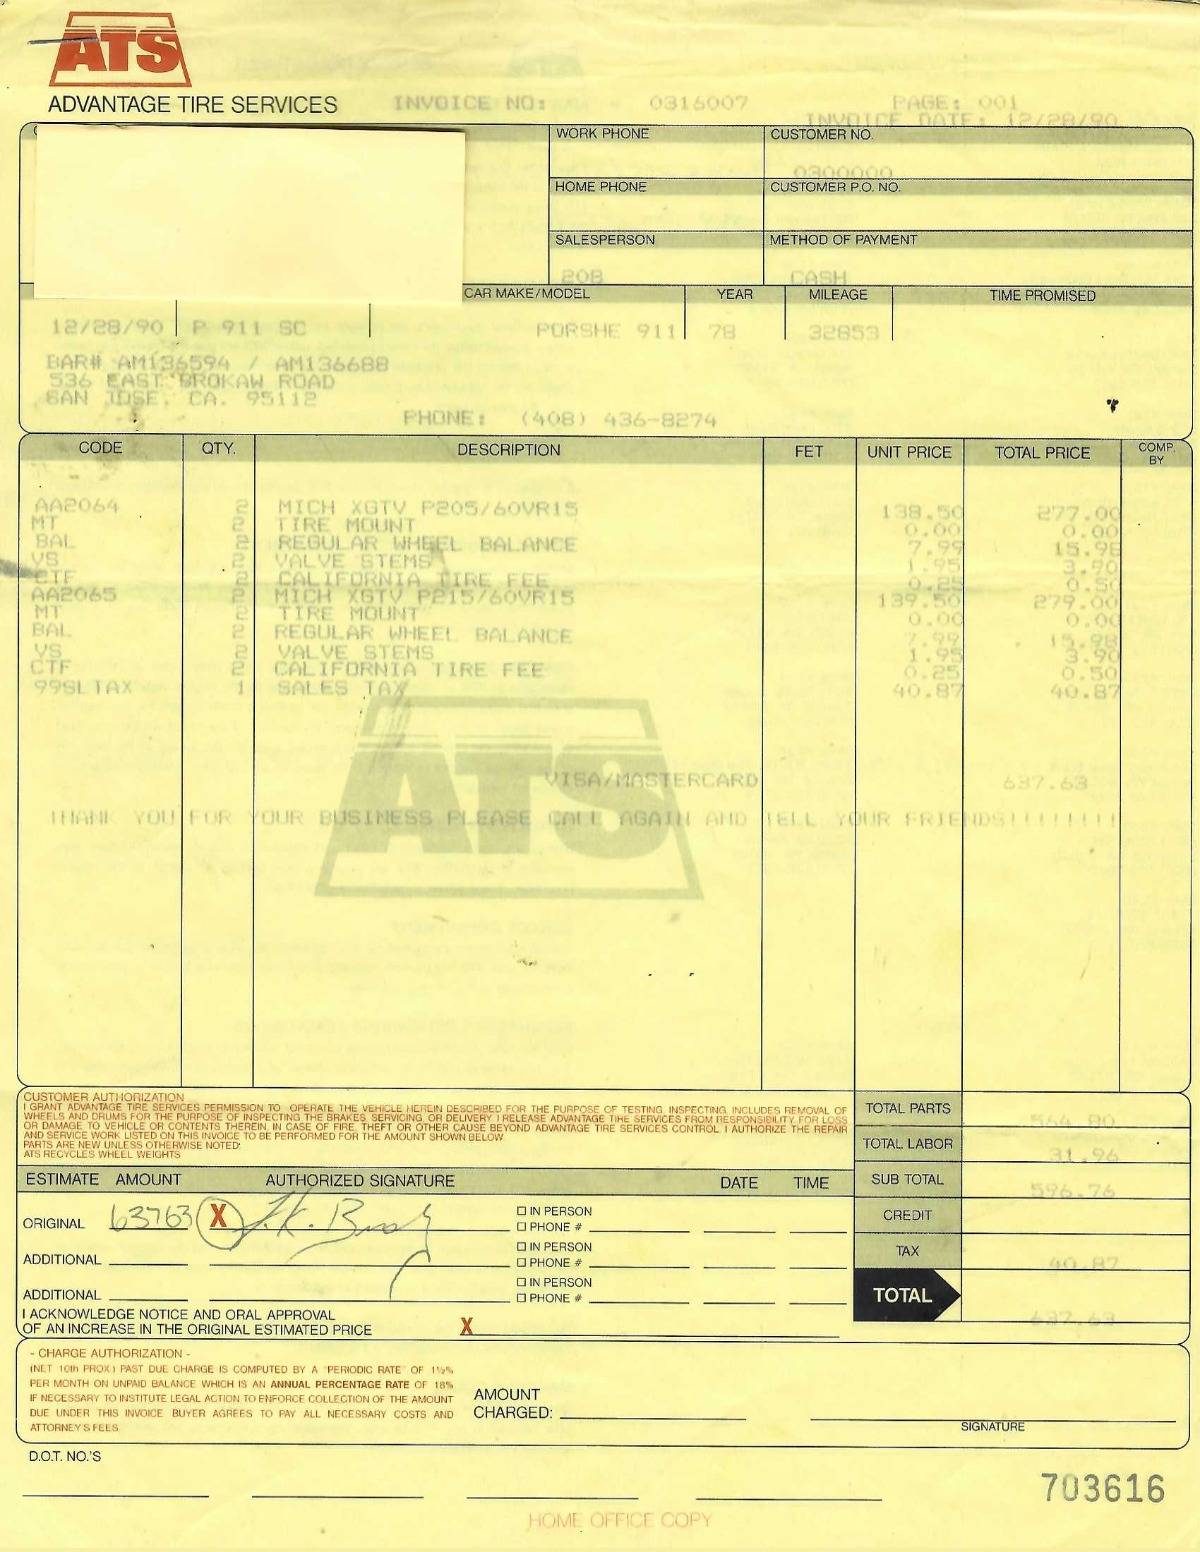 ATS
ADVANTAGE TIRE SERVICES INVOICE NO: 0316007 PAGE: 001
INVOICE DATE: 12/28/90
WORK PHONE CUSTOMER NO.
0300000
HOME PHONE CUSTOMER P.O. NO.
SALESPERSON METHOD OF PAYMENT
20B CASH
CAR MAKE/MODEL YEAR MILEAGE TIME PROMISED
12/28/90 P 911 SC PORSHE 911 78 32853
BAR# AM136594 / AM136688
536 EAST BROKAW ROAD
SAN JOSE, CA. 95112
PHONE: (408) 436-8274
CODE QTY. DESCRIPTION FET UNIT PRICE TOTAL PRICE COMP. BY
AA2064 2 MICH XGTV P205/60VR15 138.50 277.00
MT 2 TIRE MOUNT 0.00 0.00
BAL 2 REGULAR WHEEL BALANCE 7.99 15.98
VS 2 VALVE STEMS 1.95 3.90
CTF 2 CALIFORNIA TIRE FEE 0.25 0.50
AA2065 2 MICH XGTV P215/60VR15 139.50 279.00
MT 2 TIRE MOUNT 0.00 0.00
BAL 2 REGULAR WHEEL BALANCE 7.99 15.98
VS 2 VALVE STEMS 1.95 3.90
CTF 2 CALIFORNIA TIRE FEE 0.25 0.50
99SLTAX 1 SALES TAX 40.87 40.87
ATS
VISA/MASTERCARD 637.63
THANK YOU FOR YOUR BUSINESS PLEASE CALL AGAIN AND TELL YOUR FRIENDS!!!!!!!!!
CUSTOMER AUTHORIZATION
I GRANT ADVANTAGE TIRE SERVICES PERMISSION TO OPERATE THE VEHICLE HEREIN DESCRIBED FOR THE PURPOSE OF TESTING, INSPECTING, INCLUDES REMOVAL OF
WHEELS AND DRUMS FOR THE PURPOSE OF INSPECTING THE BRAKES, SERVICING, OR DELIVERY. I RELEASE ADVANTAGE TIRE SERVICES FROM RESPONSIBILITY FOR LOSS
OR DAMAGE TO VEHICLE OR CONTENTS THEREIN, IN CASE OF FIRE, THEFT OR OTHER CAUSE BEYOND ADVANTAGE TIRE SERVICES CONTROL. I AUTHORIZE THE REPAIR
AND SERVICE WORK LISTED ON THIS INVOICE TO BE PERFORMED FOR THE AMOUNT SHOWN BELOW.
PARTS ARE NEW UNLESS OTHERWISE NOTED.
ATS RECYCLES WHEEL WEIGHTS
TOTAL PARTS 564.80
TOTAL LABOR 31.96
SUB TOTAL 596.76
CREDIT
TAX 40.87
TOTAL 637.63
ESTIMATE AMOUNT AUTHORIZED SIGNATURE DATE TIME
ORIGINAL 63763 X IN PERSON
PHONE #
ADDITIONAL IN PERSON
PHONE #
ADDITIONAL IN PERSON
PHONE #
I ACKNOWLEDGE NOTICE AND ORAL APPROVAL
OF AN INCREASE IN THE ORIGINAL ESTIMATED PRICE X
- CHARGE AUTHORIZATION -
(NET 10th PROX.) PAST DUE CHARGE IS COMPUTED BY A "PERIODIC RATE" OF 1½%
PER MONTH ON UNPAID BALANCE WHICH IS AN ANNUAL PERCENTAGE RATE OF 18%
IF NECESSARY TO INSTITUTE LEGAL ACTION TO ENFORCE COLLECTION OF THE AMOUNT
DUE UNDER THIS INVOICE BUYER AGREES TO PAY ALL NECESSARY COSTS AND
ATTORNEY'S FEES.
AMOUNT
CHARGED:
SIGNATURE
D.O.T. NO.'S
703616
HOME OFFICE COPY